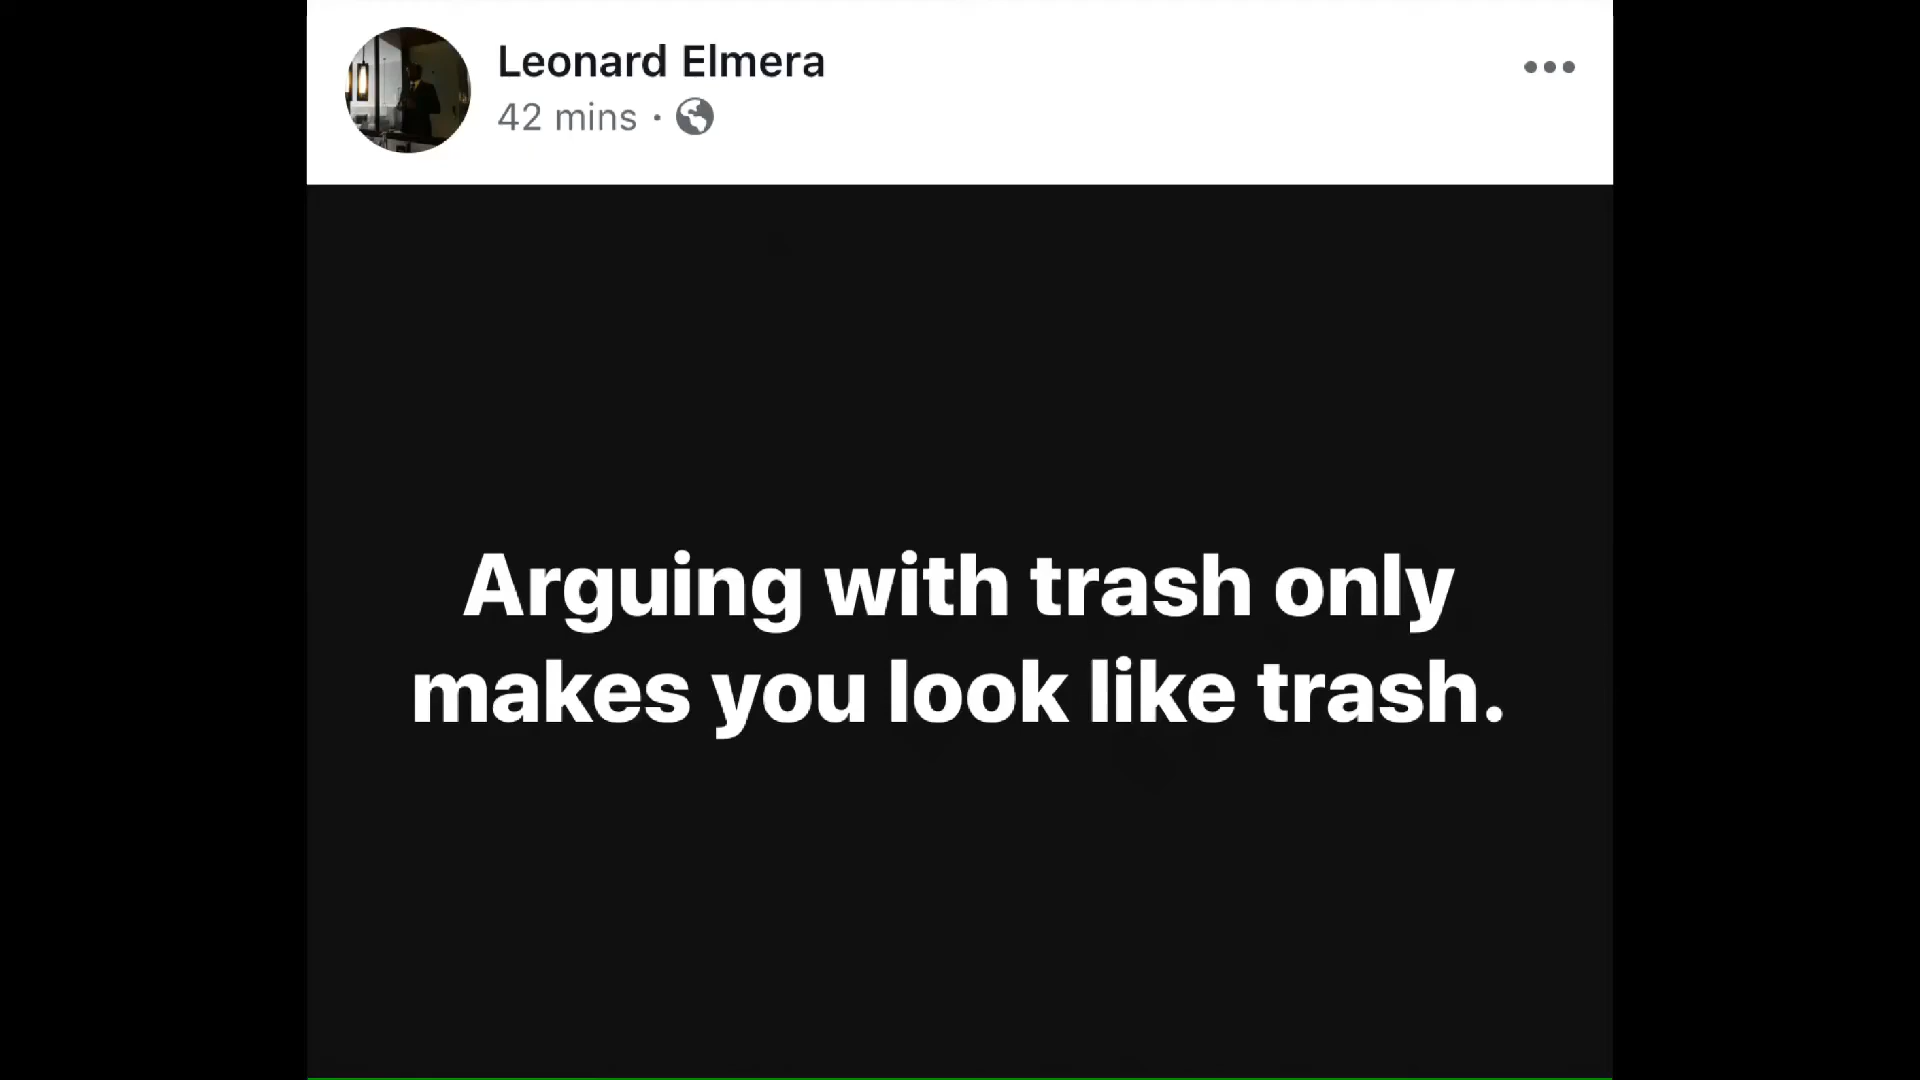 Leonard Elmera
42 mins ·
Arguing with trash only
makes you look like trash.